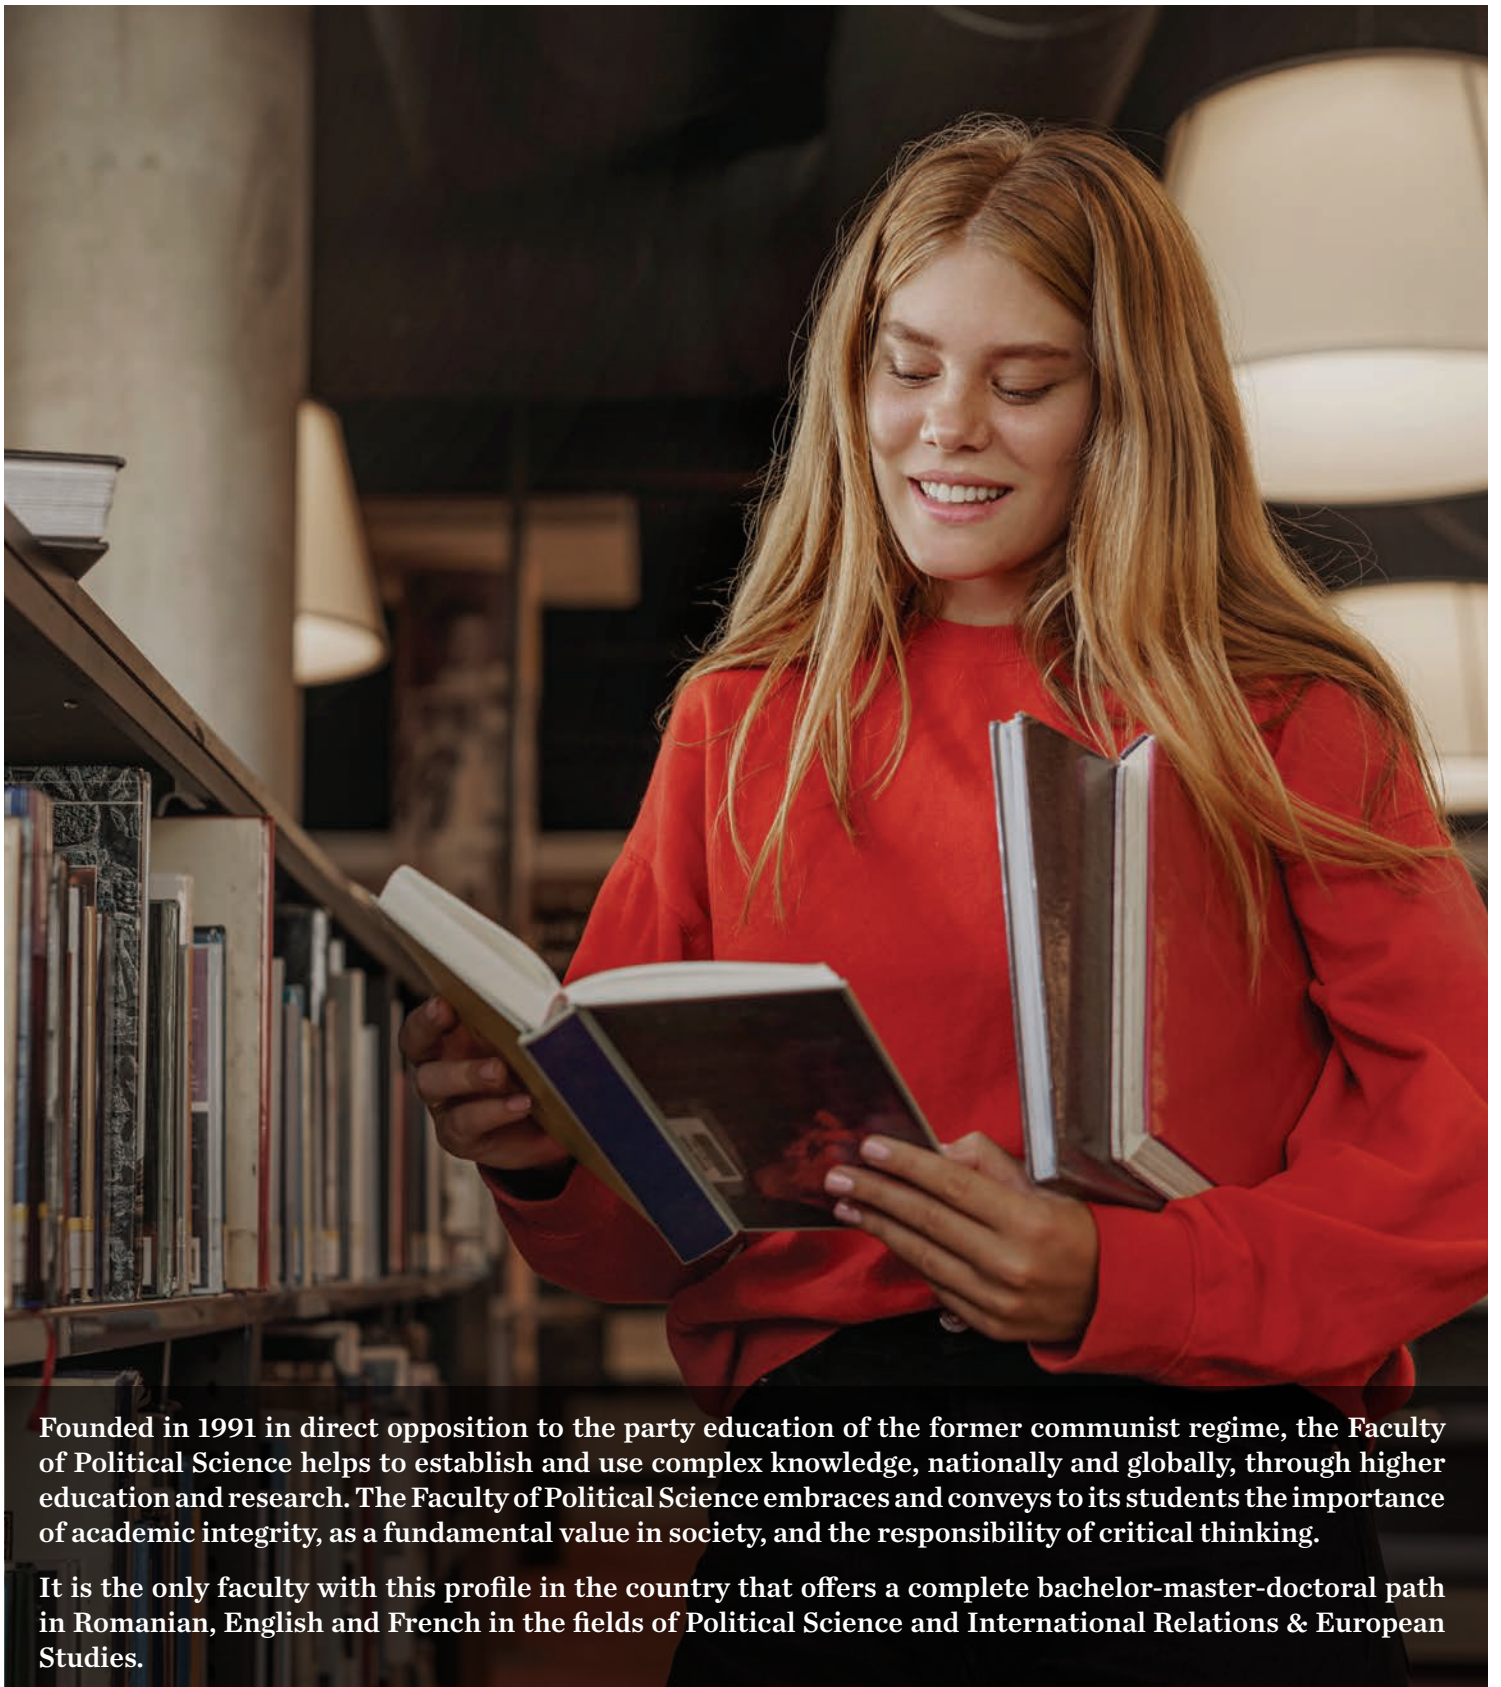 Founded in 1991 in direct opposition to the party education of the former communist regime, the Faculty
of Political Science helps to establish and use complex knowledge, nationally and globally, through higher
education and research. The Faculty of Political Science embraces and conveys to its students the importance
of academic integrity, as a fundamental value in society, and the responsibility of critical thinking.
It is the only faculty with this profile in the country that offers a complete bachelor-master-doctoral path
in Romanian, English and French in the fields of Political Science and International Relations & European
Studies.